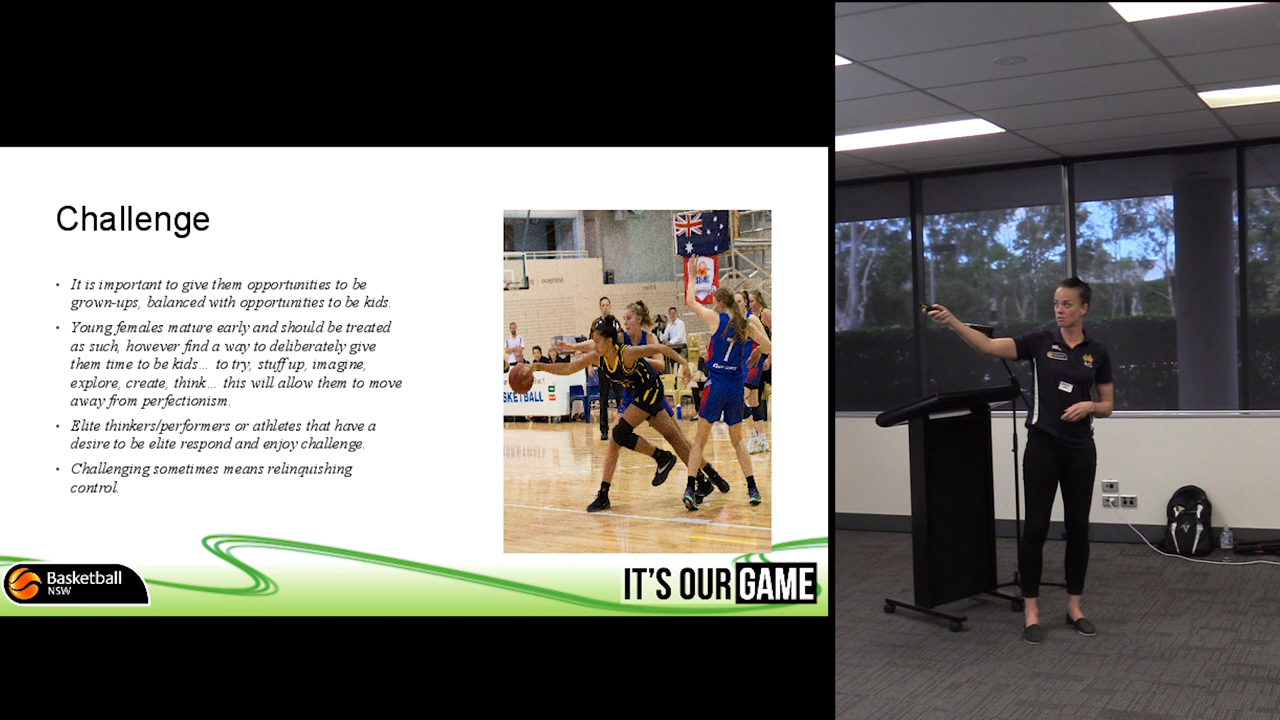 Challenge
• It is important to give them opportunities to be
grown-ups, balanced with opportunities to be kids.
• Young females mature early and should be treated
as such, however find a way to deliberately give
them time to be kids... to try, stuff up, imagine,
explore, create, think... this will allow them to move
away from perfectionism.
• Elite thinkers/performers or athletes that have a
desire to be elite respond and enjoy challenge.
• Challenging sometimes means relinquishing
control.
SKETBALL
1
Basketball
NSW
IT'S OUR GAME